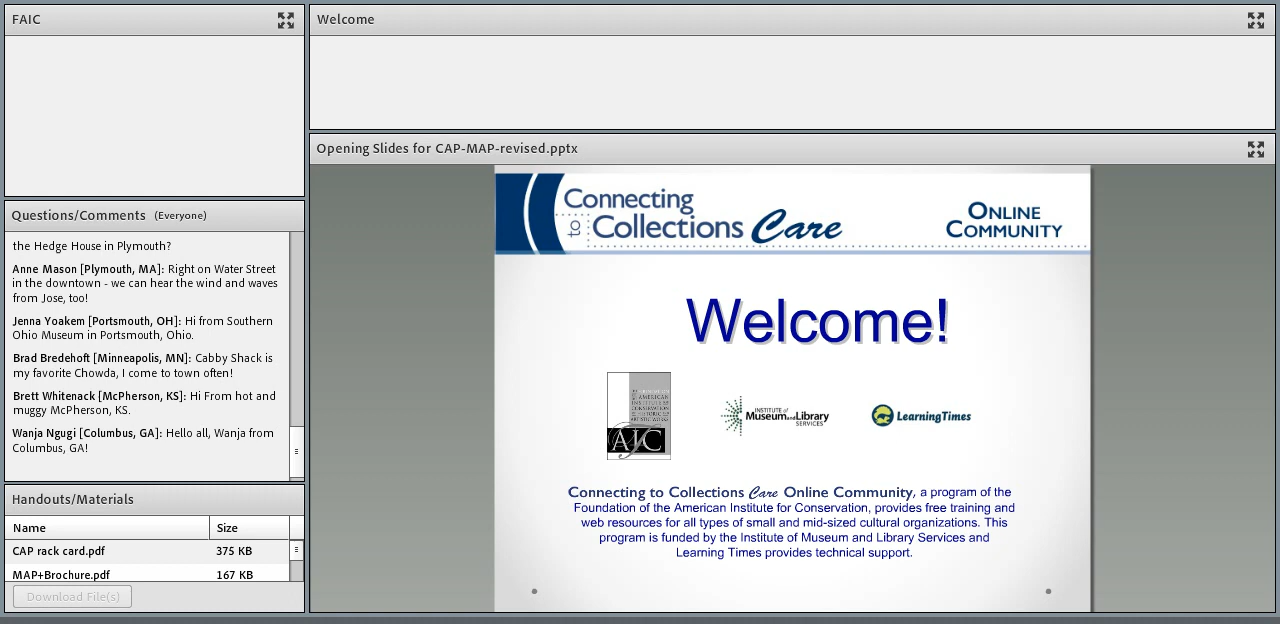 FAIC
Welcome
Opening Slides for CAP-MAP-revised.pptx
Questions/Comments (Everyone)
the Hedge House in Plymouth?
Anne Mason [Plymouth, MA]: Right on Water Street
in the downtown - we can hear the wind and waves
from Jose, too!
Jenna Yoakem [Portsmouth, OH]: Hi from Southern
Ohio Museum in Portsmouth, Ohio.
Brad Bredehoft [Minneapolis, MN]: Cabby Shack is
my favorite Chowda, I come to town often!
Brett Whitenack [McPherson, KS]: Hi From hot and
muggy McPherson, KS.
Wanja Ngugi [Columbus, GA]: Hello all, Wanja from
Columbus, GA!
Handouts/Materials
Name Size
CAP rack card.pdf 375 KB
MAP+Brochure.pdf 167 KB
Download File(s)
Connecting
to Collections Care
ONLINE
COMMUNITY
Welcome!
AIC
INSTITUTE of
Museum and Library
SERVICES
LearningTimes
Connecting to Collections Care Online Community, a program of the
Foundation of the American Institute for Conservation, provides free training and
web resources for all types of small and mid-sized cultural organizations. This
program is funded by the Institute of Museum and Library Services and
Learning Times provides technical support.